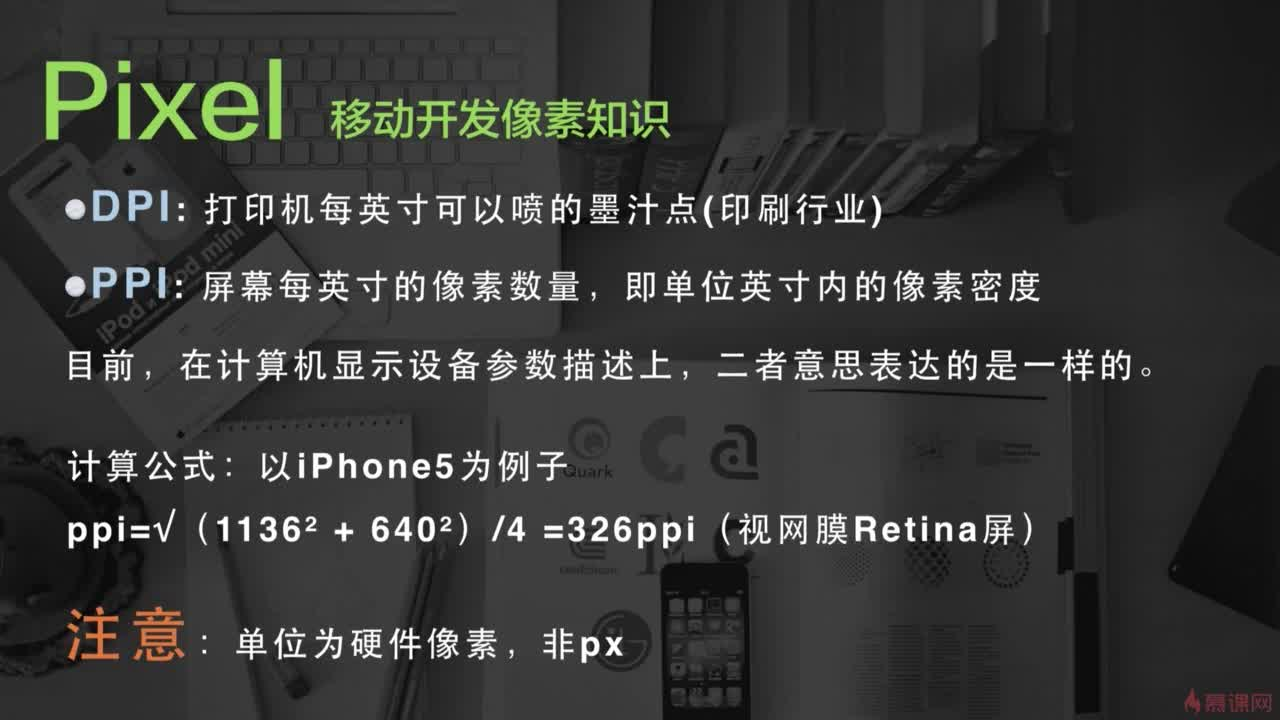 Pixel 移动开发像素知识
DPI: 打印机每英寸可以喷的墨汁点(印刷行业)
PPI: 屏幕每英寸的像素数量，即单位英寸内的像素密度
iPod. iPod mini
目前，在计算机显示设备参数描述上，二者意思表达的是一样的。
Quark
计算公式：以iPhone5为例子
ppi=√（1136² + 640²）/4 =326ppi（视网膜Retina屏）
注意：单位为硬件像素，非px
慕课网